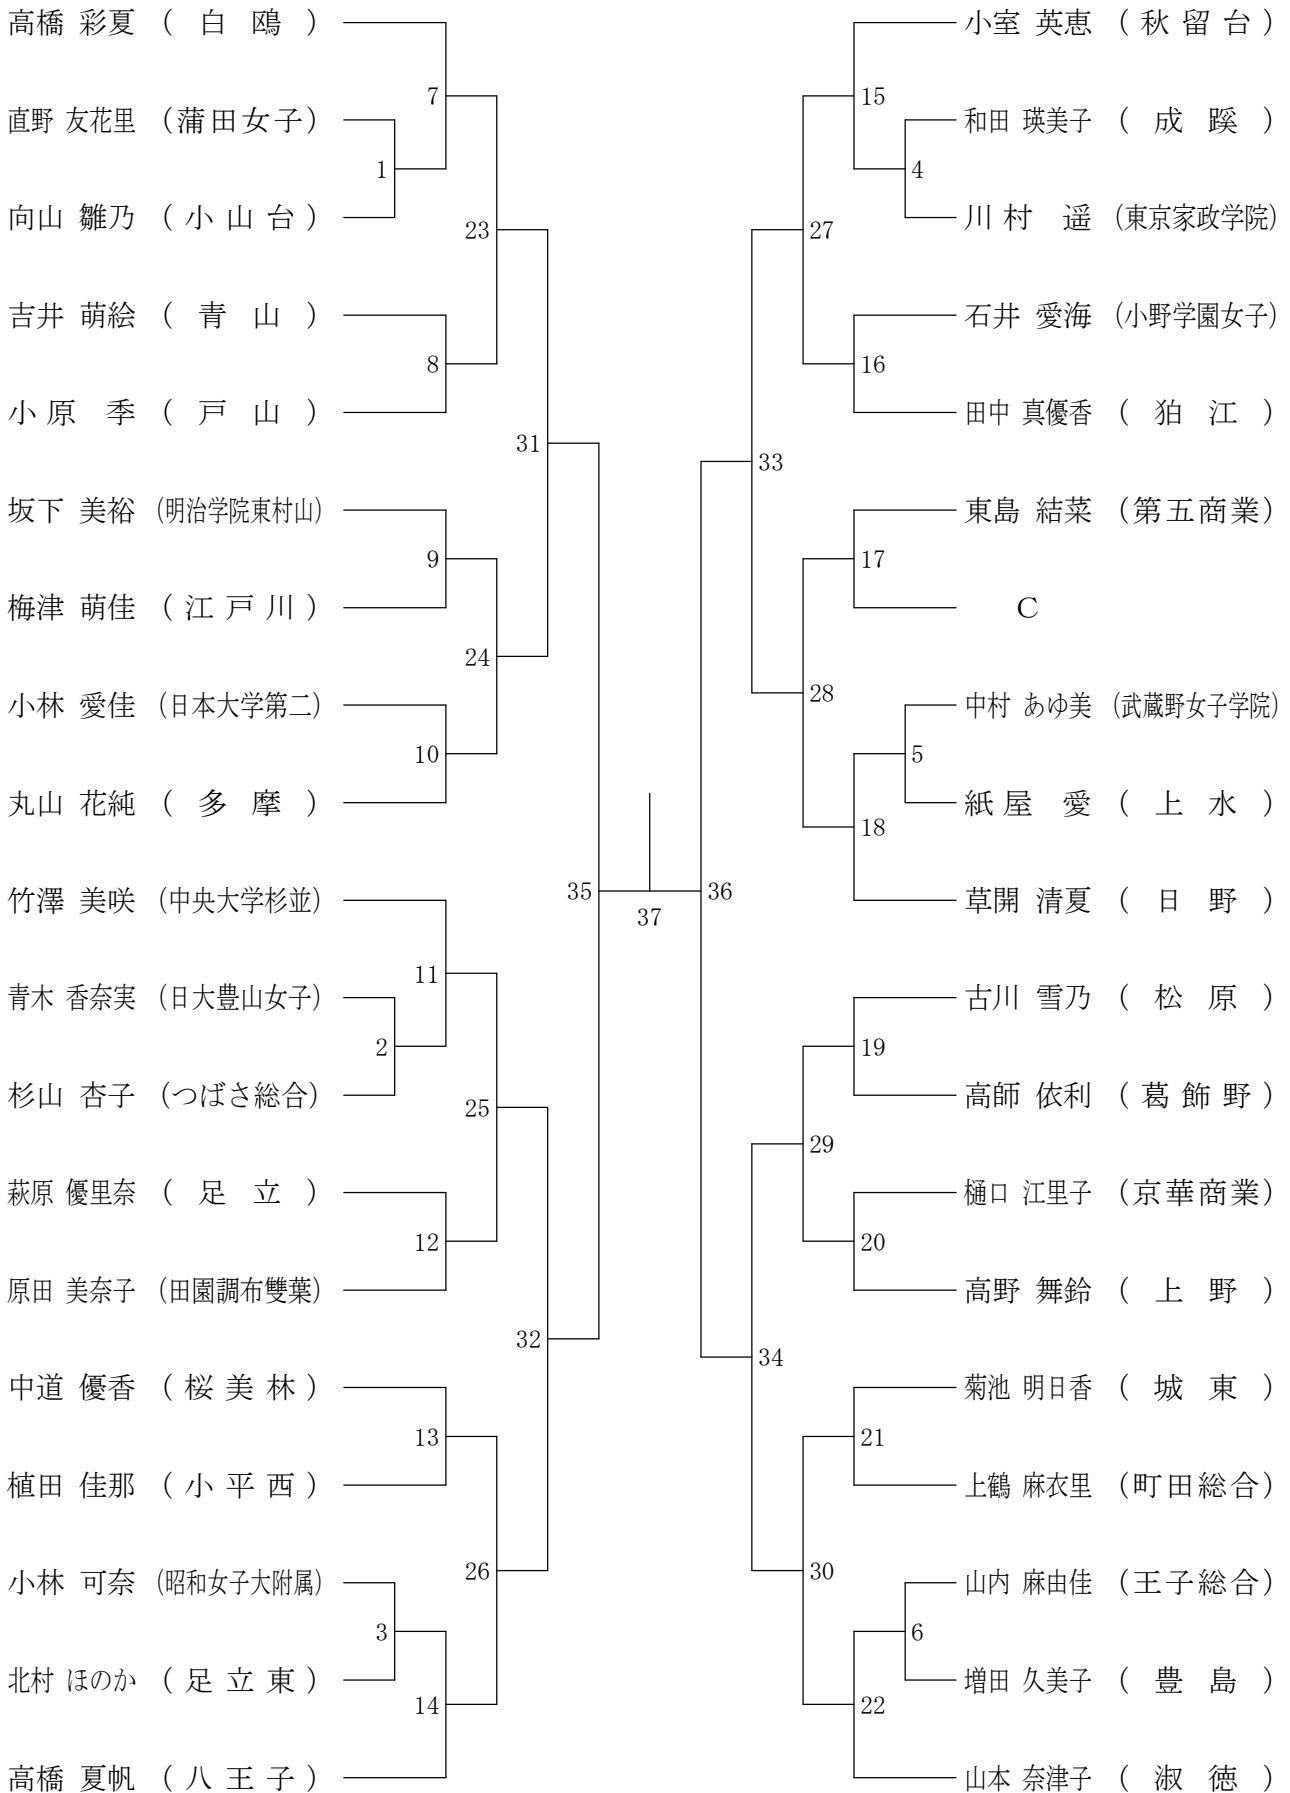 高橋 彩夏 (白鴎)
7
直野 友花里 (蒲田女子)
1
向山 雛乃 (小山台)
23
吉井 萌絵 (青山)
8
小原 季 (戸山)
31
坂下 美裕 (明治学院東村山)
9
梅津 萌佳 (江戸川)
24
小林 愛佳 (日本大学第二)
10
丸山 花純 (多摩)
35
竹澤 美咲 (中央大学杉並)
11
青木 香奈実 (日大豊山女子)
2
杉山 杏子 (つばさ総合)
25
萩原 優里奈 (足立)
12
原田 美奈子 (田園調布雙葉)
32
中道 優香 (桜美林)
13
植田 佳那 (小平西)
26
小林 可奈 (昭和女子大附属)
3
北村 ほのか (足立東)
14
高橋 夏帆 (八王子)
37
小室 英恵 (秋留台)
15
和田 瑛美子 (成蹊)
4
川村 遥 (東京家政学院)
27
石井 愛海 (小野学園女子)
16
田中 真優香 (狛江)
33
東島 結菜 (第五商業)
17
C
28
中村 あゆ美 (武蔵野女子学院)
5
紙屋 愛 (上水)
18
草開 清夏 (日野)
36
古川 雪乃 (松原)
19
高師 依利 (葛飾野)
29
樋口 江里子 (京華商業)
20
高野 舞鈴 (上野)
34
菊池 明日香 (城東)
21
上鶴 麻衣里 (町田総合)
30
山内 麻由佳 (王子総合)
6
増田 久美子 (豊島)
22
山本 奈津子 (淑徳)